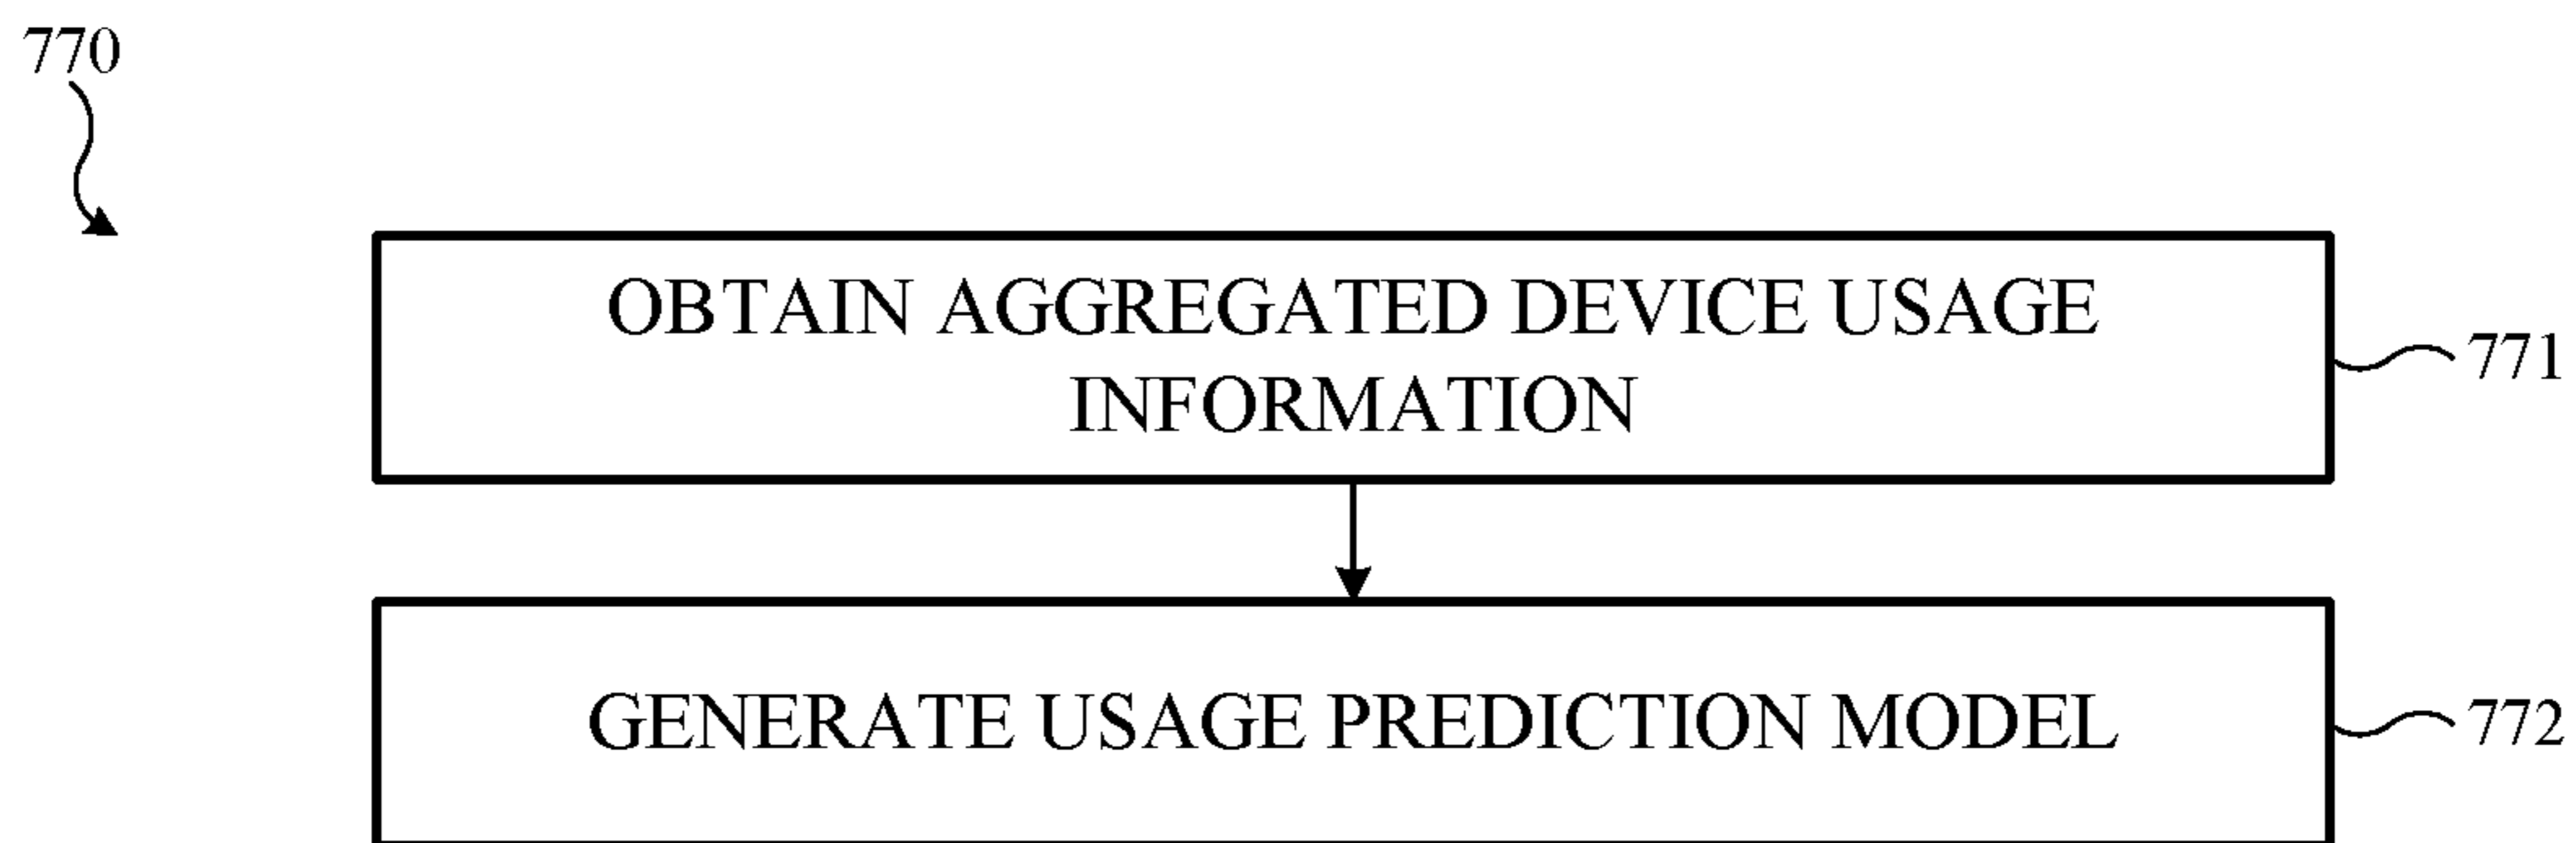 770
OBTAIN AGGREGATED DEVICE USAGE
INFORMATION
771
GENERATE USAGE PREDICTION MODEL
772